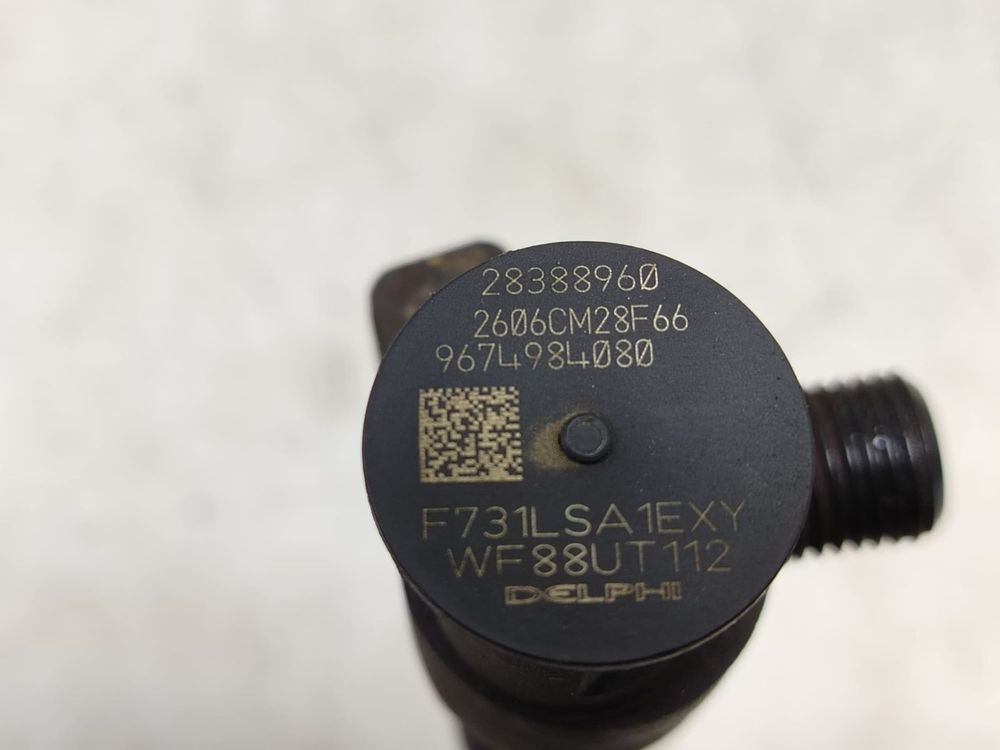 28388960
2606CM28F66
9674984080
F731LSA1EXY
WF88UT112
DELPHI